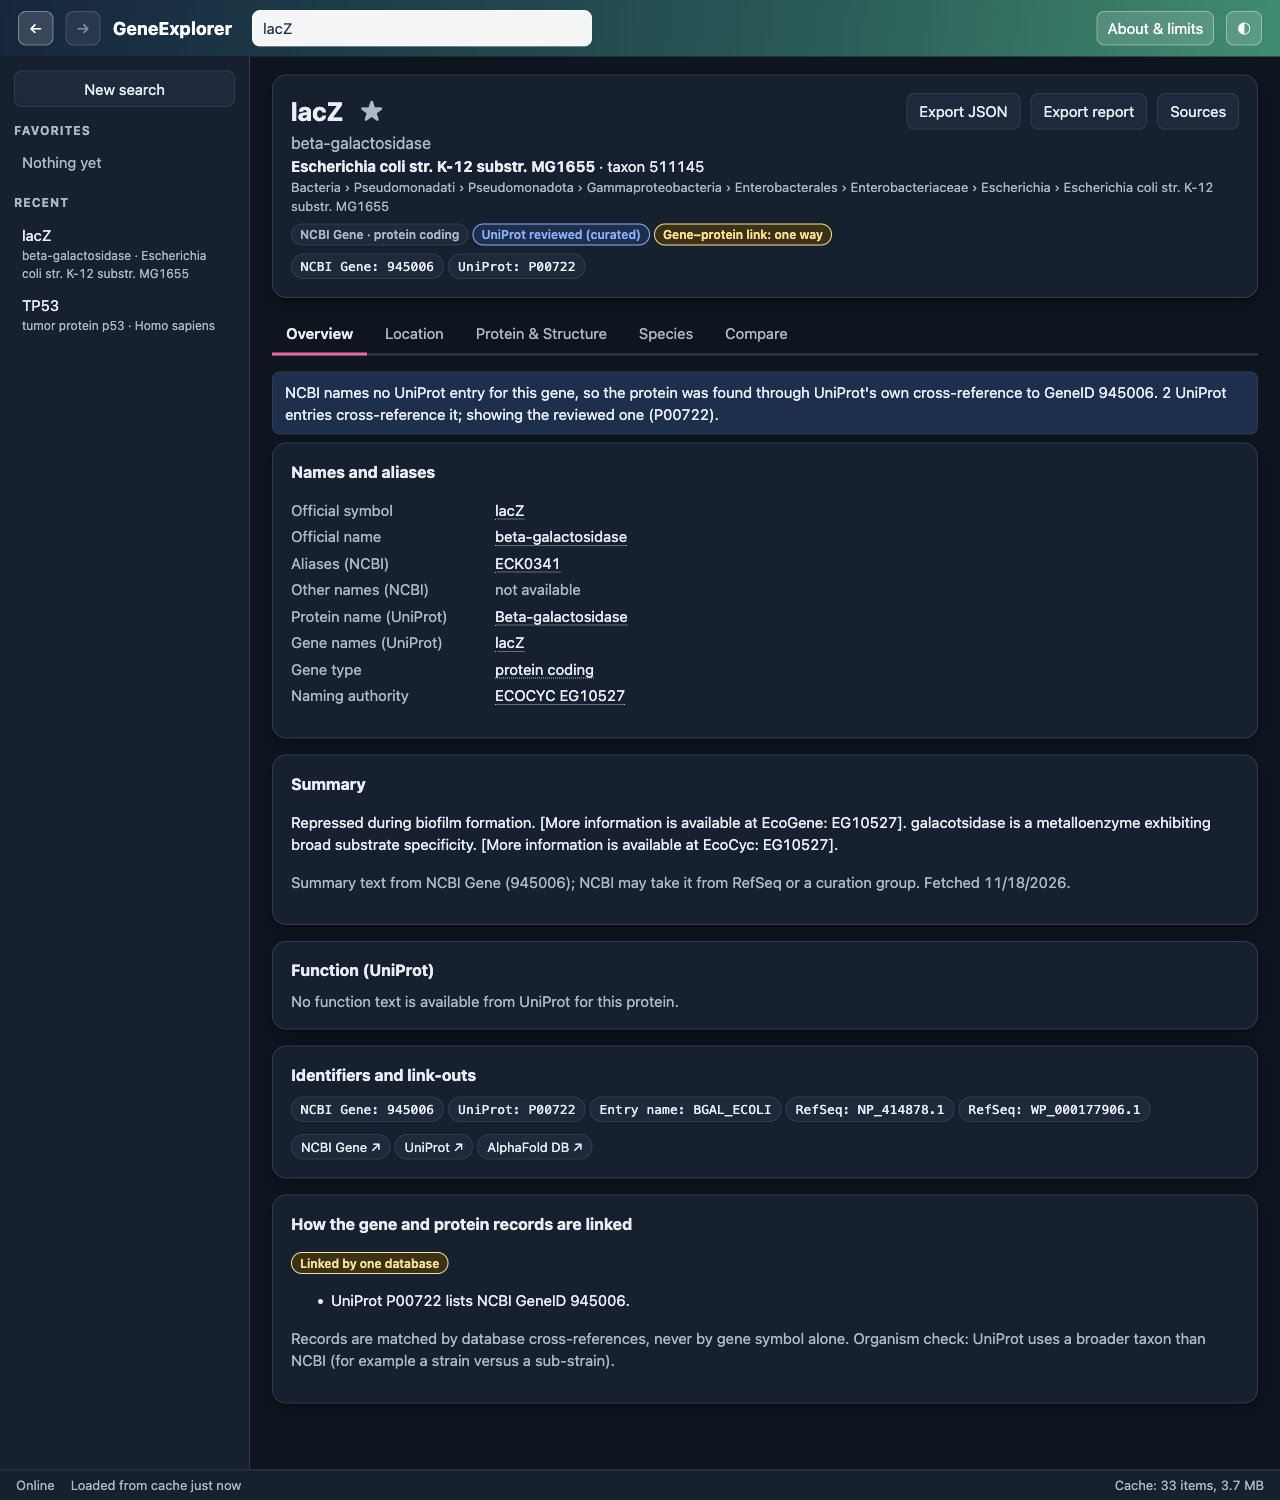 ←
→
GeneExplorer
lacZ
About & limits
New search
FAVORITES
Nothing yet
RECENT
lacZ
beta-galactosidase · Escherichia
coli str. K-12 substr. MG1655
TP53
tumor protein p53 · Homo sapiens
lacZ ★
Export JSON
Export report
Sources
beta-galactosidase
Escherichia coli str. K-12 substr. MG1655 · taxon 511145
Bacteria › Pseudomonadati › Pseudomonadota › Gammaproteobacteria › Enterobacterales › Enterobacteriaceae › Escherichia › Escherichia coli str. K-12
substr. MG1655
NCBI Gene · protein coding
UniProt reviewed (curated)
Gene–protein link: one way
NCBI Gene: 945006
UniProt: P00722
Overview
Location
Protein & Structure
Species
Compare
NCBI names no UniProt entry for this gene, so the protein was found through UniProt's own cross-reference to GeneID 945006. 2 UniProt
entries cross-reference it; showing the reviewed one (P00722).
Names and aliases
Official symbol lacZ
Official name beta-galactosidase
Aliases (NCBI) ECK0341
Other names (NCBI) not available
Protein name (UniProt) Beta-galactosidase
Gene names (UniProt) lacZ
Gene type protein coding
Naming authority ECOCYC EG10527
Summary
Repressed during biofilm formation. [More information is available at EcoGene: EG10527]. galacotsidase is a metalloenzyme exhibiting
broad substrate specificity. [More information is available at EcoCyc: EG10527].
Summary text from NCBI Gene (945006); NCBI may take it from RefSeq or a curation group. Fetched 11/18/2026.
Function (UniProt)
No function text is available from UniProt for this protein.
Identifiers and link-outs
NCBI Gene: 945006
UniProt: P00722
Entry name: BGAL_ECOLI
RefSeq: NP_414878.1
RefSeq: WP_000177906.1
NCBI Gene ↗
UniProt ↗
AlphaFold DB ↗
How the gene and protein records are linked
Linked by one database
• UniProt P00722 lists NCBI GeneID 945006.
Records are matched by database cross-references, never by gene symbol alone. Organism check: UniProt uses a broader taxon than
NCBI (for example a strain versus a sub-strain).
Online
Loaded from cache just now
Cache: 33 items, 3.7 MB